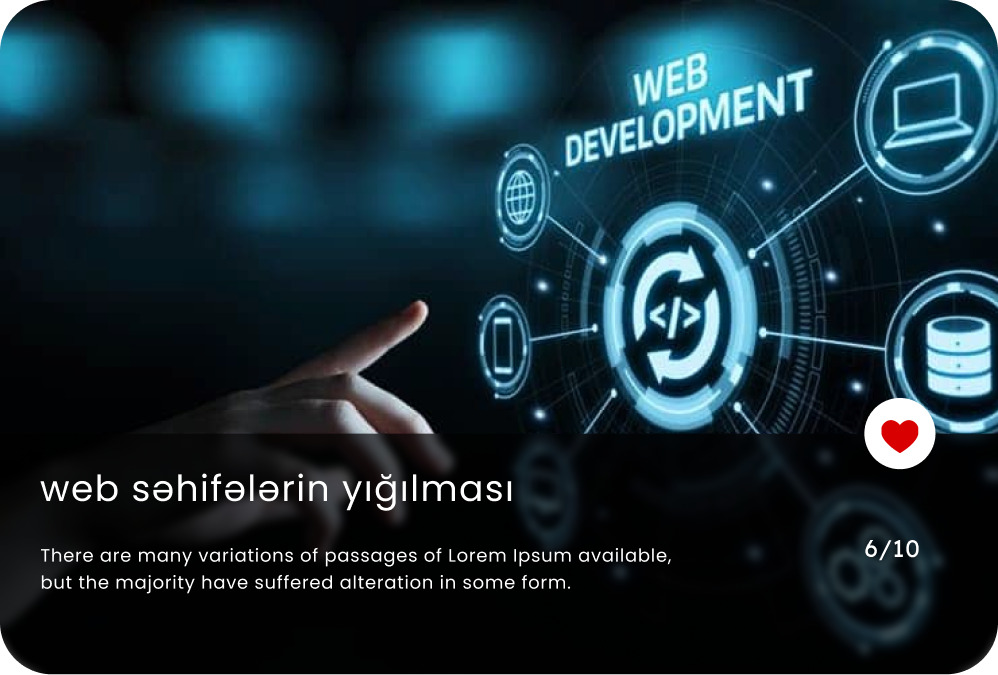 WEB
DEVELOPMENT
</>
web səhifələrin yığılması
There are many variations of passages of Lorem Ipsum available,
but the majority have suffered alteration in some form.
6/10